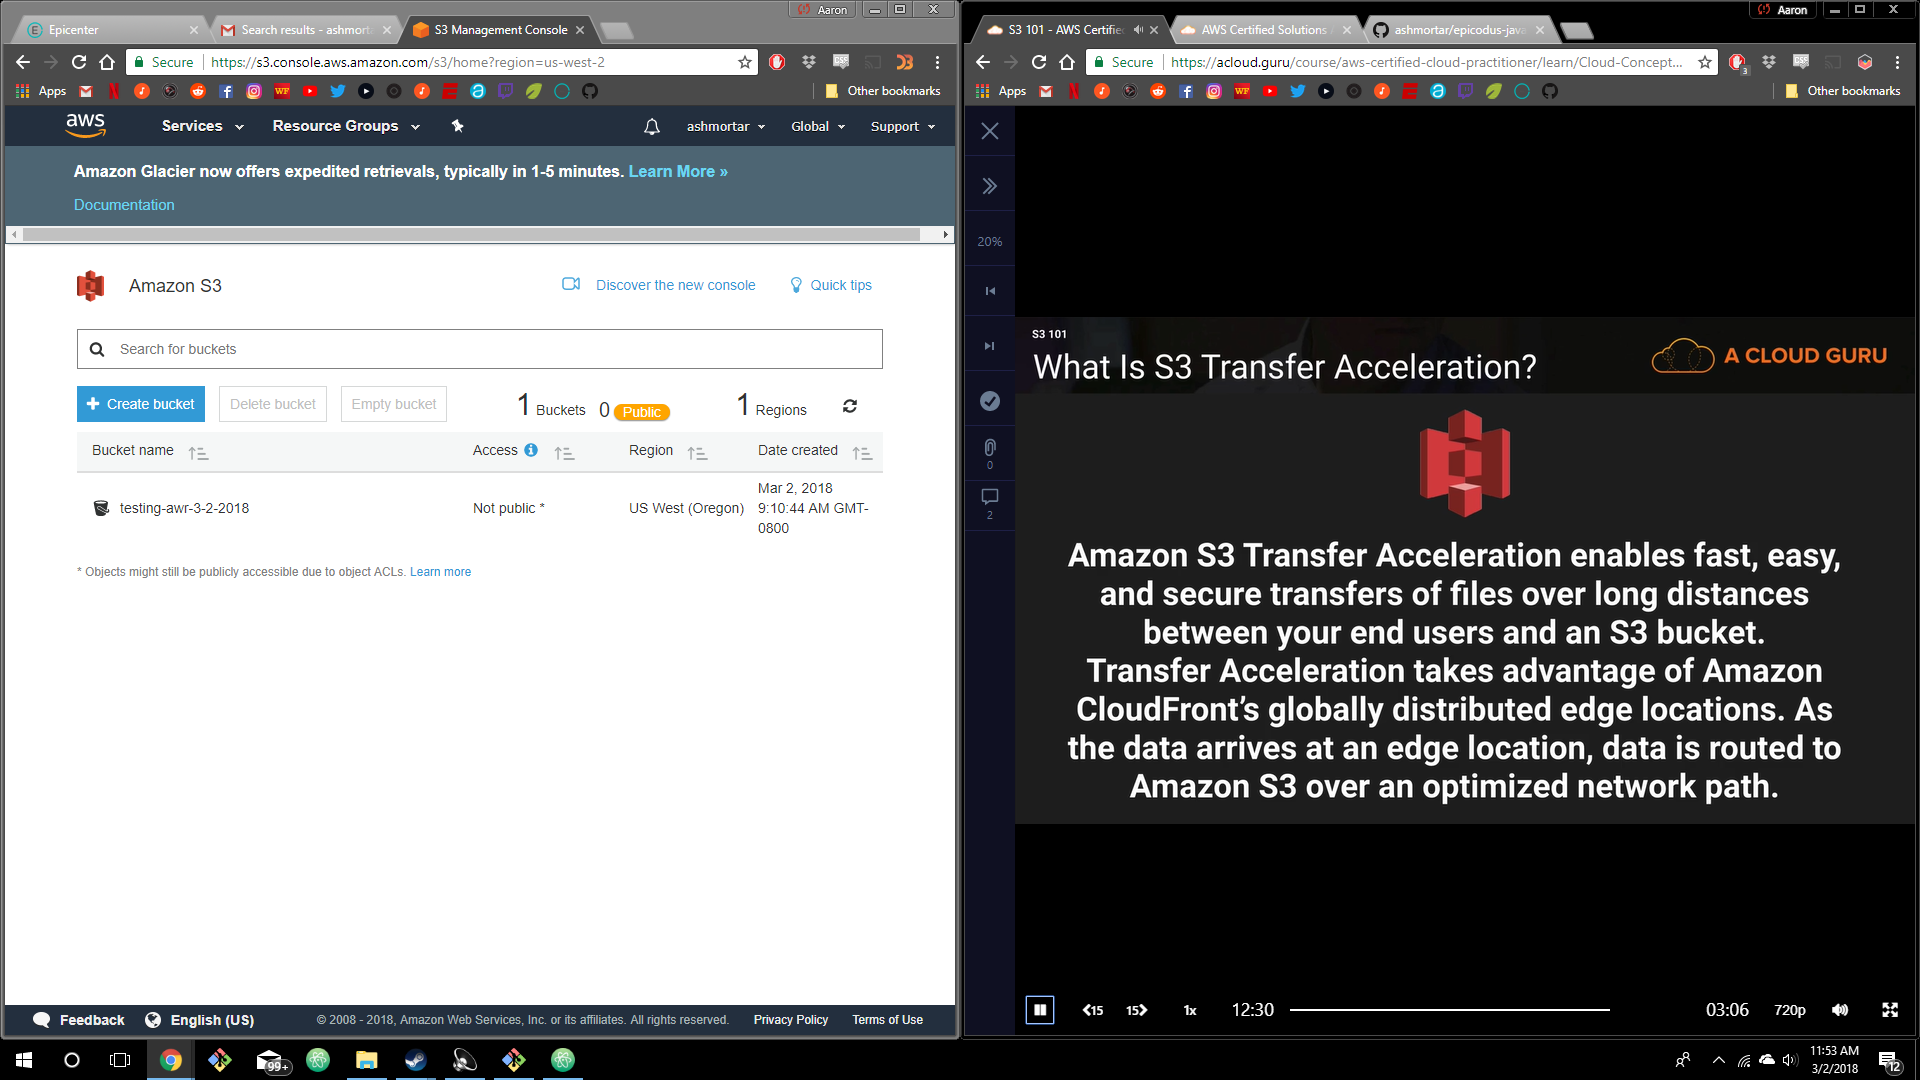 Aaron
Epicenter
Search results - ashmort
S3 Management Console
Secure
https://s3.console.aws.amazon.com/s3/home?region=us-west-2
Apps
Other bookmarks
aws
Services
Resource Groups
ashmortar
Global
Support
Amazon Glacier now offers expedited retrievals, typically in 1-5 minutes. Learn More »
Documentation
Amazon S3
Discover the new console
Quick tips
Search for buckets
Create bucket
Delete bucket
Empty bucket
1 Buckets
0 Public
1 Regions
Bucket name
Access
Region
Date created
testing-awr-3-2-2018
Not public *
US West (Oregon)
Mar 2, 2018
9:10:44 AM GMT-
0800
* Objects might still be publicly accessible due to object ACLs. Learn more
Feedback
English (US)
© 2008 - 2018, Amazon Web Services, Inc. or its affiliates. All rights reserved.
Privacy Policy
Terms of Use
Aaron
S3 101 - AWS Certifie
AWS Certified Solutions
ashmortar/epicodus-java
Secure
https://acloud.guru/course/aws-certified-cloud-practitioner/learn/Cloud-Concept...
3
Apps
Other bookmarks
20%
0
2
S3 101
What Is S3 Transfer Acceleration?
A CLOUD GURU
Amazon S3 Transfer Acceleration enables fast, easy,
and secure transfers of files over long distances
between your end users and an S3 bucket.
Transfer Acceleration takes advantage of Amazon
CloudFront’s globally distributed edge locations. As
the data arrives at an edge location, data is routed to
Amazon S3 over an optimized network path.
15
15
1x
12:30
03:06
720p
99+
11:53 AM
3/2/2018
12